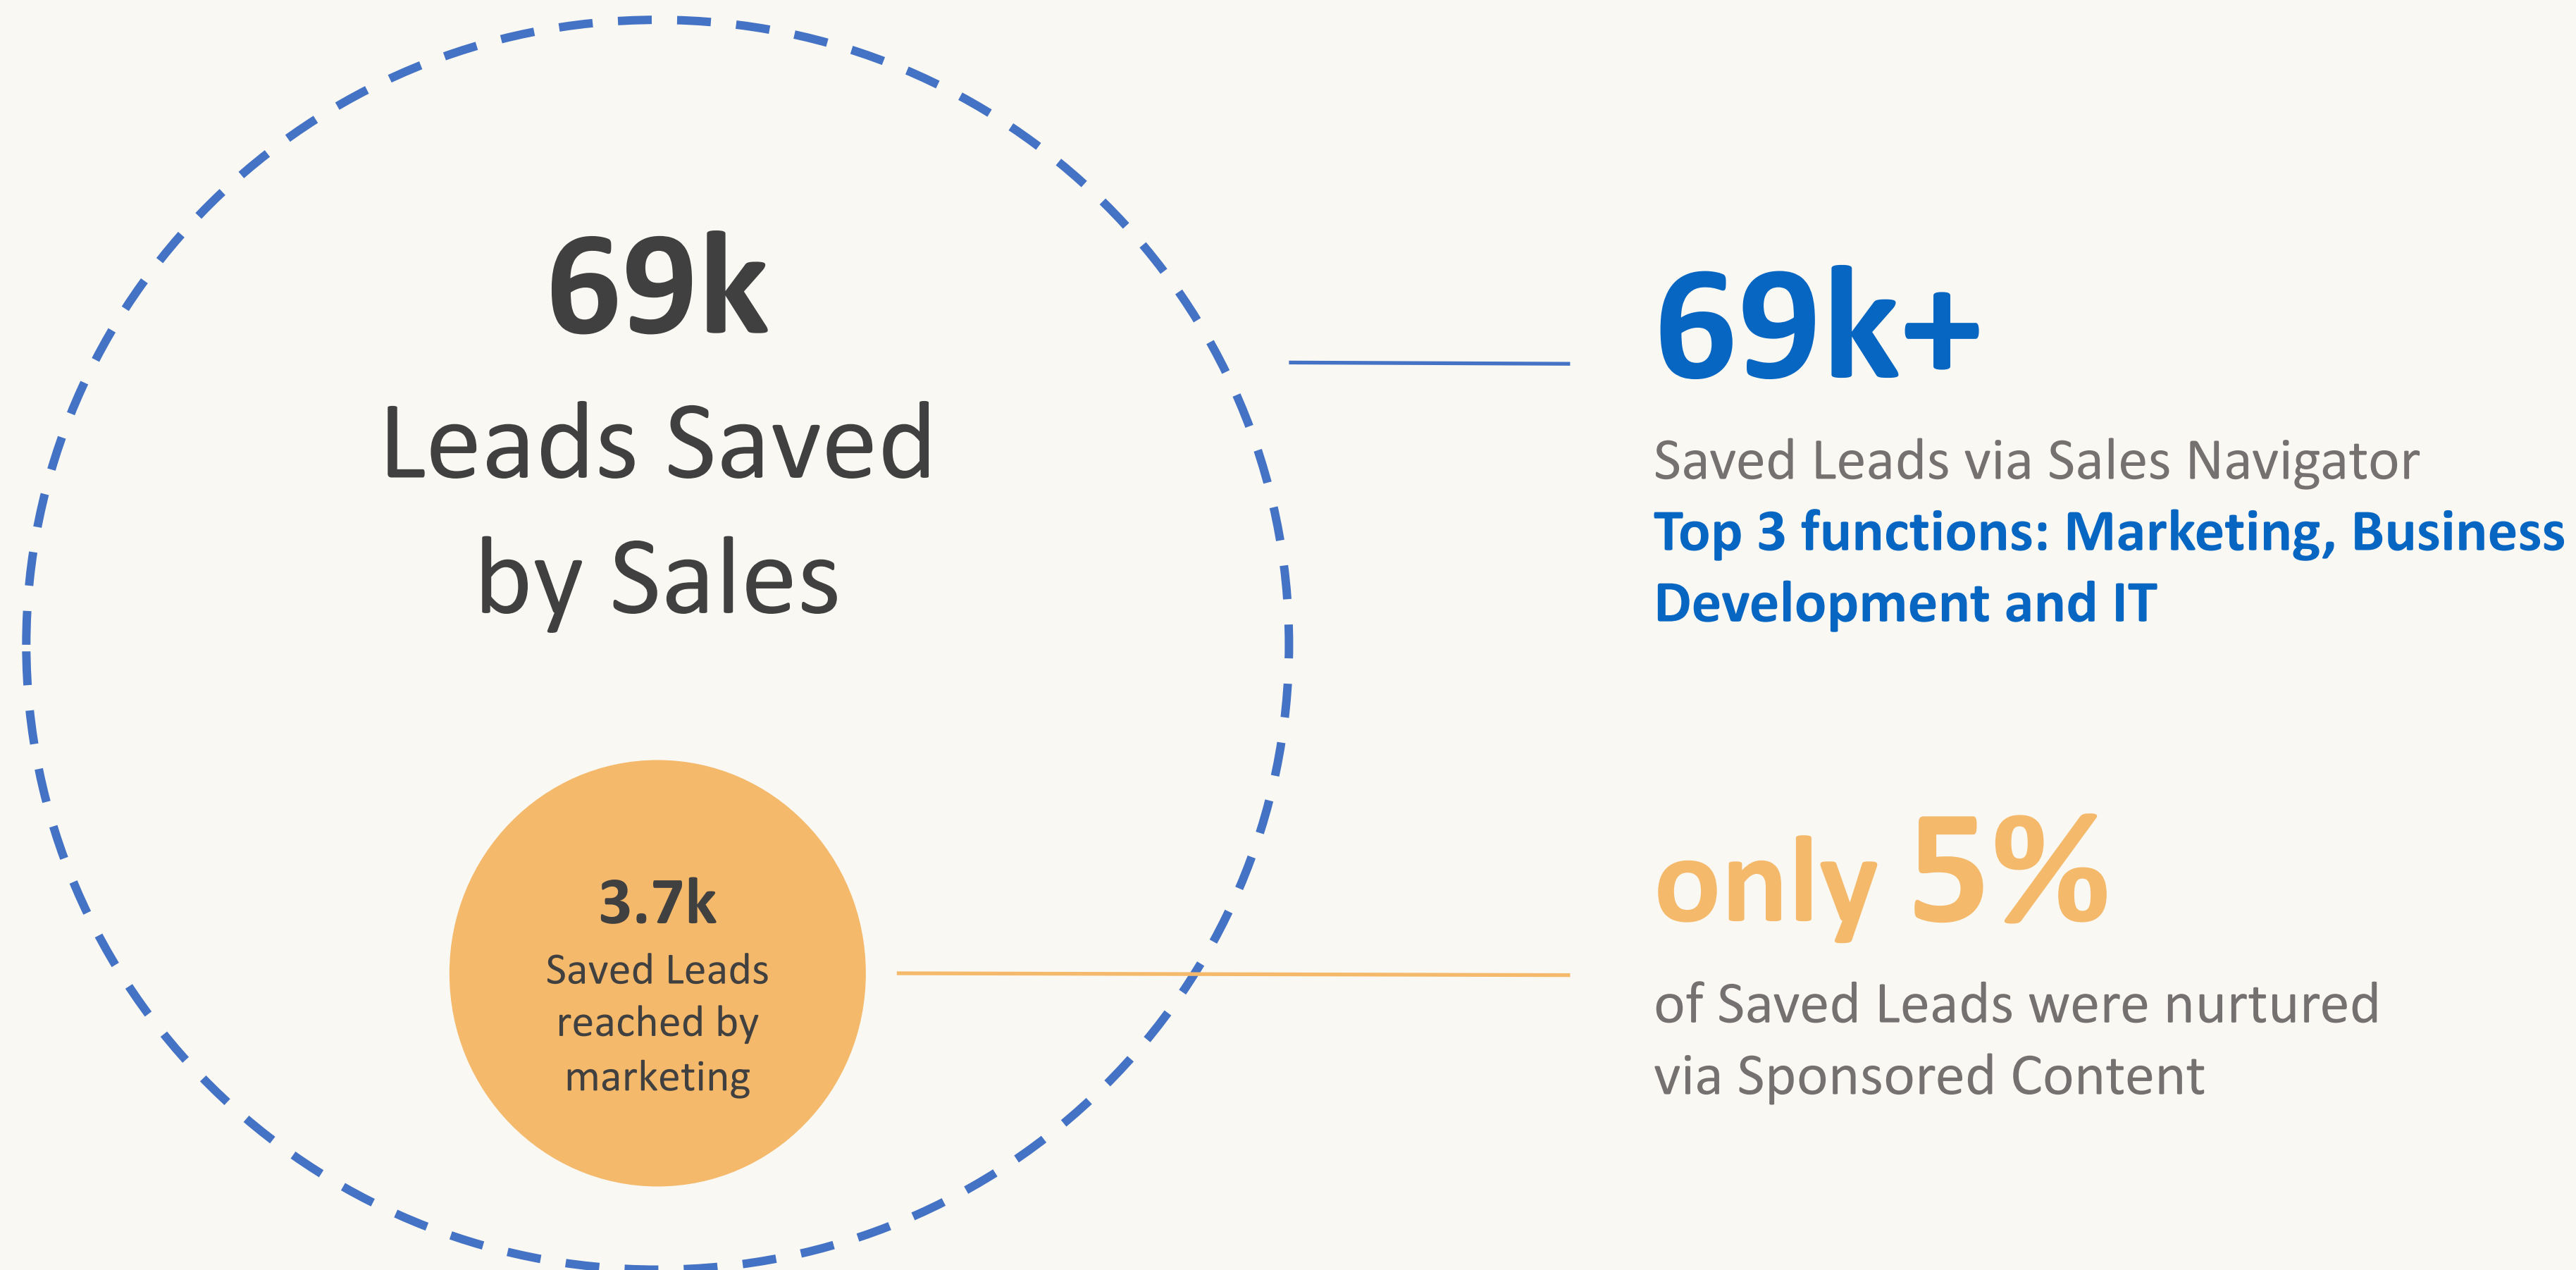 69k
Leads Saved
by Sales
3.7k
Saved Leads
reached by
marketing
69k+
Saved Leads via Sales Navigator
Top 3 functions: Marketing, Business
Development and IT
only 5%
of Saved Leads were nurtured
via Sponsored Content